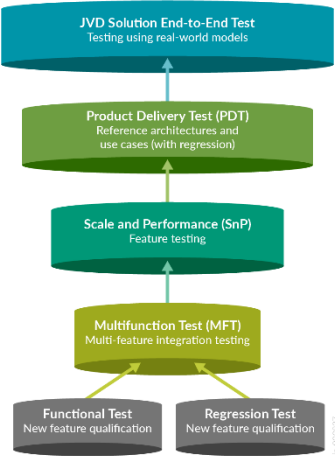 JVD Solution End-to-End Test
Testing using real-world models
Product Delivery Test (PDT)
Reference architectures and
use cases (with regression)
Scale and Performance (SnP)
Feature testing
Multifunction Test (MFT)
Multi-feature integration testing
Functional Test
New feature qualification
Regression Test
New feature qualification